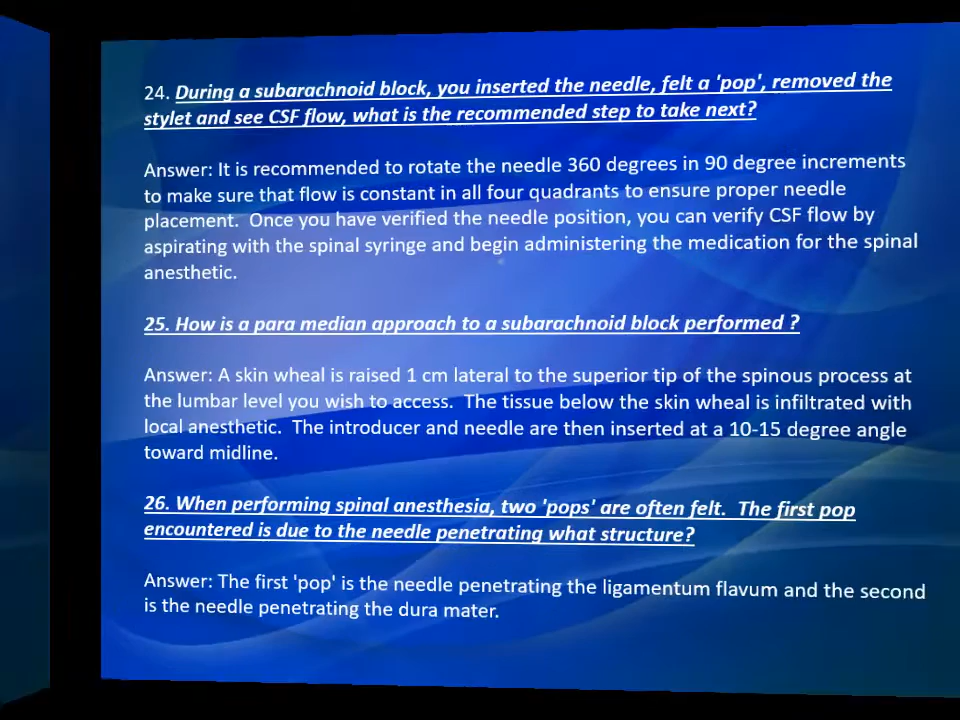 24. During a subarachnoid block, you inserted the needle, felt a 'pop', removed the
stylet and see CSF flow, what is the recommended step to take next?
Answer: It is recommended to rotate the needle 360 degrees in 90 degree increments
to make sure that flow is constant in all four quadrants to ensure proper needle
placement.  Once you have verified the needle position, you can verify CSF flow by
aspirating with the spinal syringe and begin administering the medication for the spinal
anesthetic.
25. How is a para median approach to a subarachnoid block performed ?
Answer: A skin wheal is raised 1 cm lateral to the superior tip of the spinous process at
the lumbar level you wish to access.  The tissue below the skin wheal is infiltrated with
local anesthetic.  The introducer and needle are then inserted at a 10-15 degree angle
toward midline.
26. When performing spinal anesthesia, two 'pops' are often felt.  The first pop
encountered is due to the needle penetrating what structure?
Answer: The first 'pop' is the needle penetrating the ligamentum flavum and the second
is the needle penetrating the dura mater.